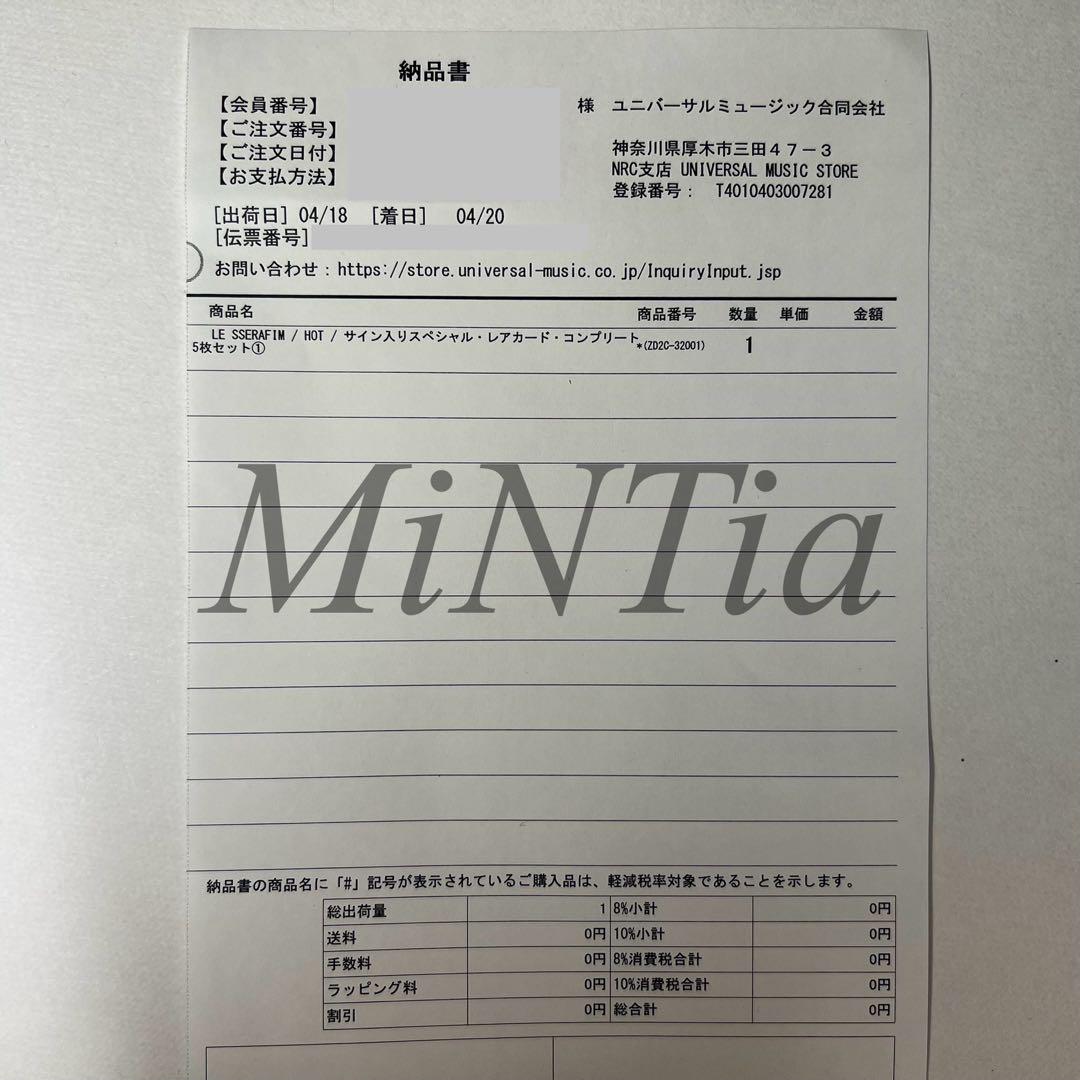 納品書
【会員番号】
様 ユニバーサルミュージック合同会社
【ご注文番号】
【ご注文日付】
神奈川県厚木市三田47-3
【お支払方法】
NRC支店 UNIVERSAL MUSIC STORE
登録番号: T4010403007281
[出荷日] 04/18 [着日] 04/20
[伝票番号]
お問い合わせ:https://store.universal-music.co.jp/InquiryInput.jsp
商品名 商品番号 数量 単価 金額
LE SSERAFIM / HOT / サイン入りスペシャル・レアカード・コンプリート
5枚セット① *(ZD2C-32001) 1
MiNTia
納品書の商品名に「#」記号が表示されているご購入品は、軽減税率対象であることを示します。
総出荷量 1 8%小計 0円
送料 0円 10%小計 0円
手数料 0円 8%消費税合計 0円
ラッピング料 0円 10%消費税合計 0円
割引 0円 総合計 0円